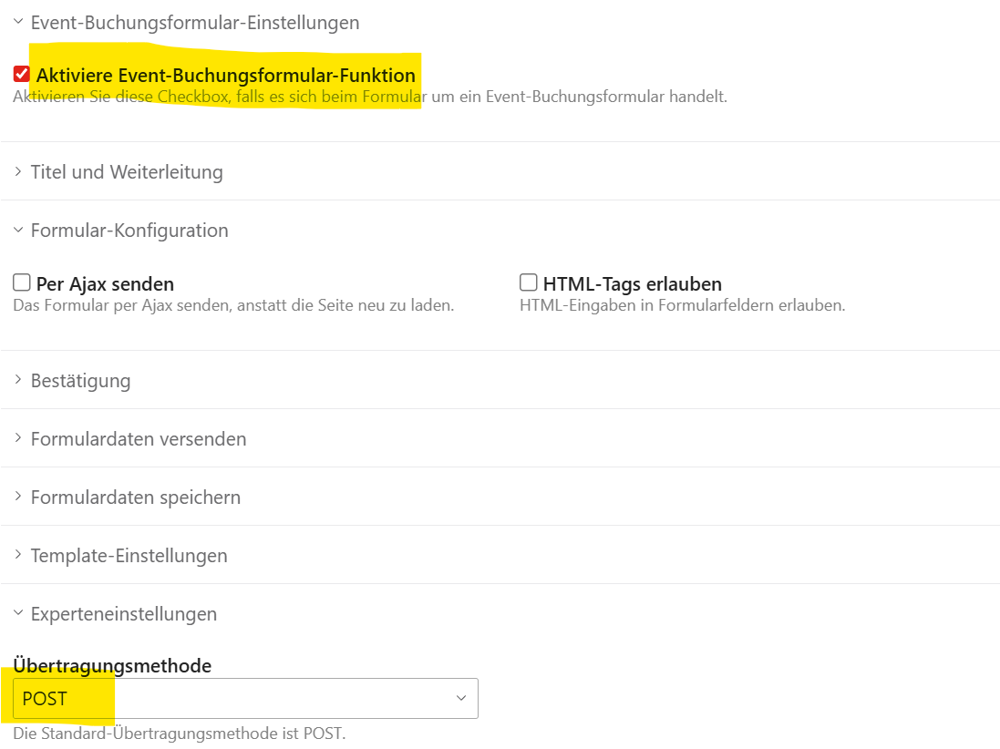 Event-Buchungsformular-Einstellungen
Aktiviere Event-Buchungsformular-Funktion
Aktivieren Sie diese Checkbox, falls es sich beim Formular um ein Event-Buchungsformular handelt.
Titel und Weiterleitung
Formular-Konfiguration
Per Ajax senden
Das Formular per Ajax senden, anstatt die Seite neu zu laden.
HTML-Tags erlauben
HTML-Eingaben in Formularfeldern erlauben.
Bestätigung
Formulardaten versenden
Formulardaten speichern
Template-Einstellungen
Experteneinstellungen
Übertragungsmethode
POST
Die Standard-Übertragungsmethode ist POST.